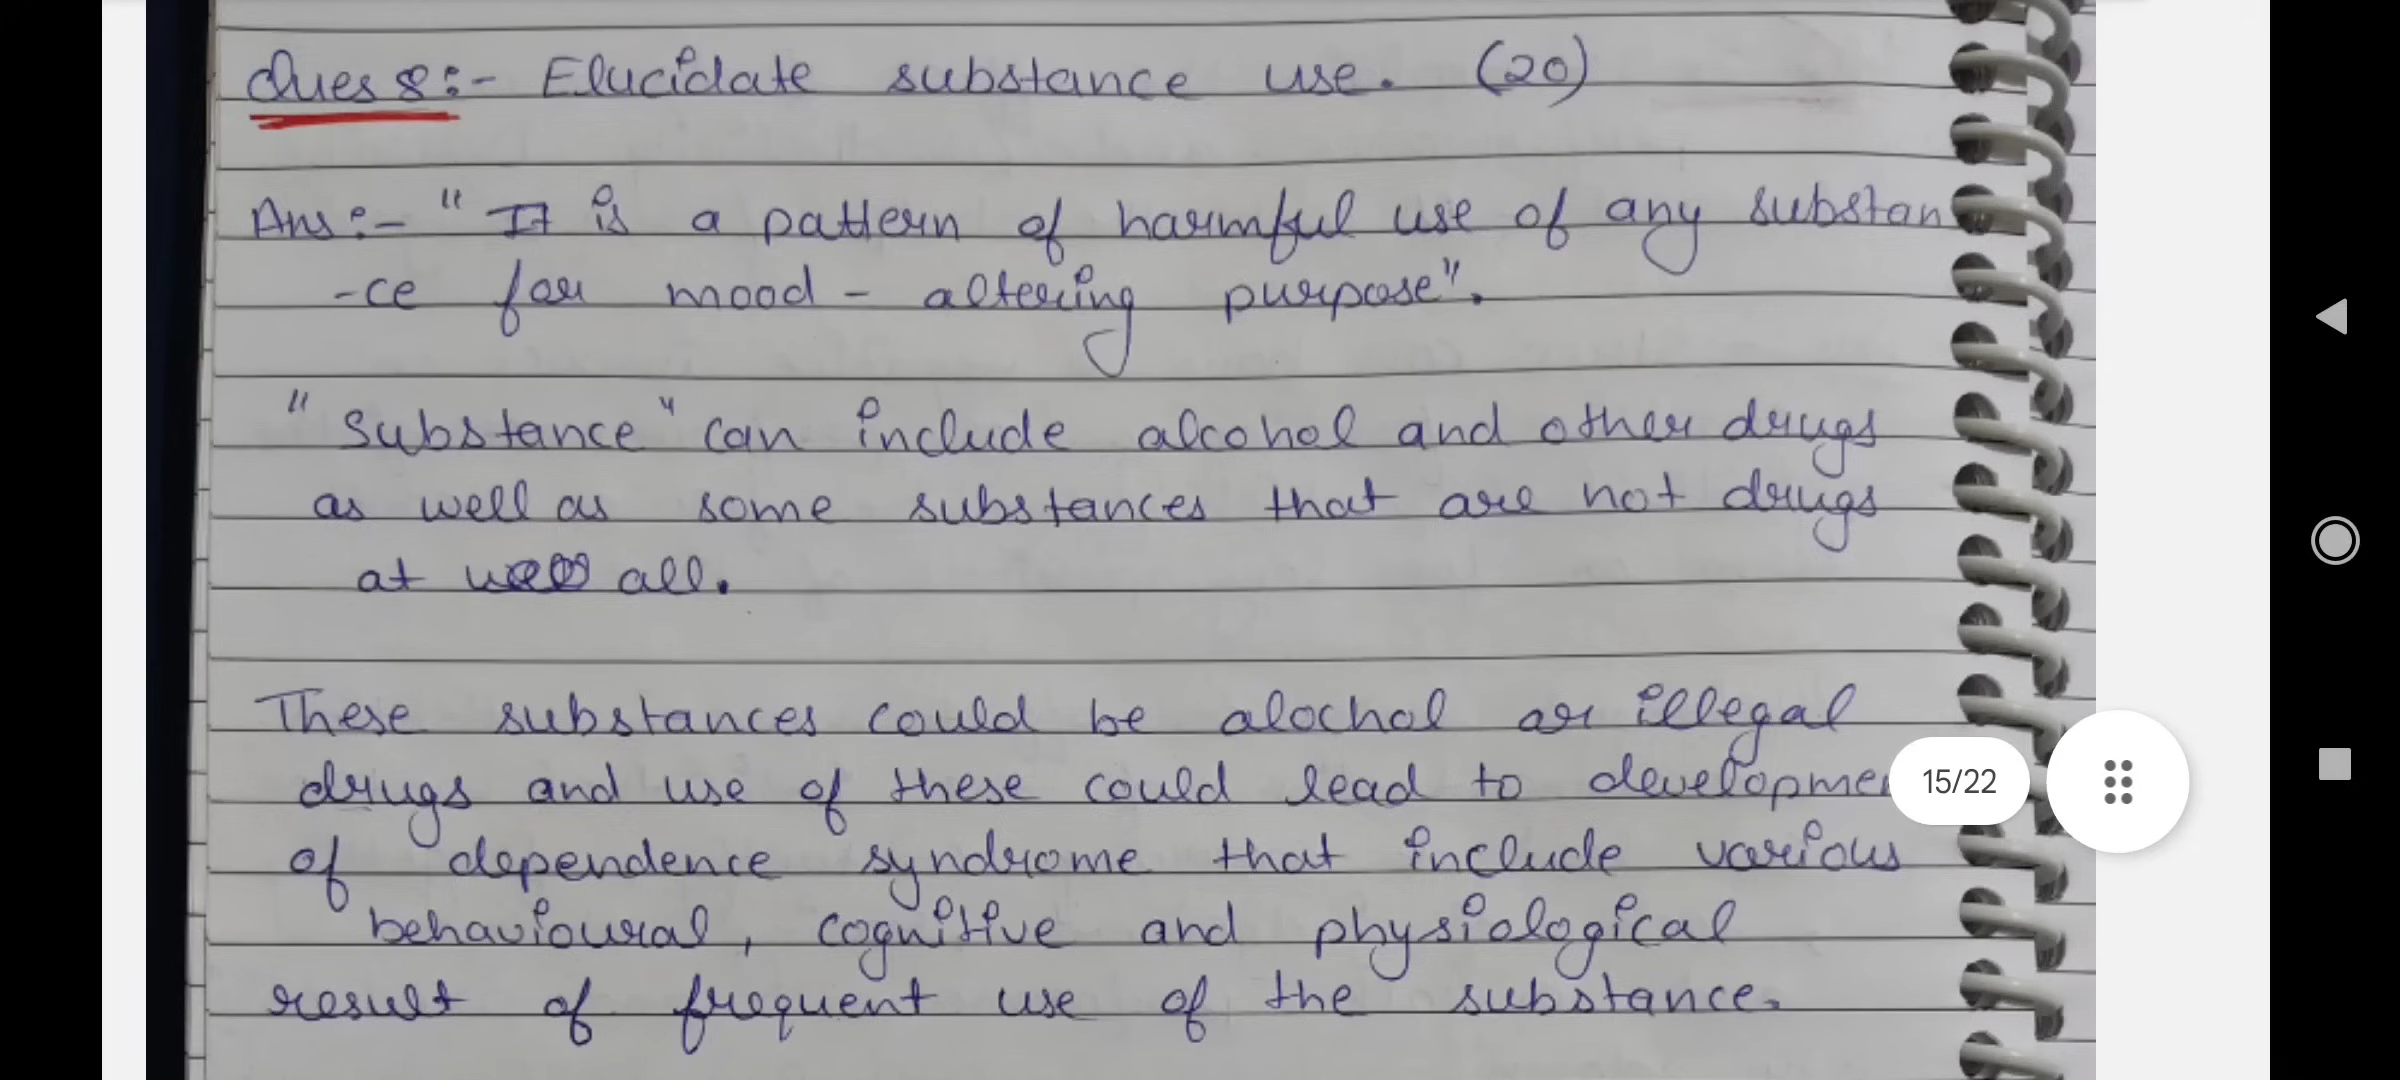 Ques 8:- Elucidate substance use. (20)
Ans:- "It is a pattern of harmful use of any substan
-ce for mood - altering purpose".
"Substance" can include alcohol and other drugs
as well as some substances that are not drugs
at all.
These substances could be alochol or illegal
drugs and use of these could lead to developmen
of dependence syndrome that include various
behavioural, cognitive and physiological
result of frequent use of the substance.
15/22